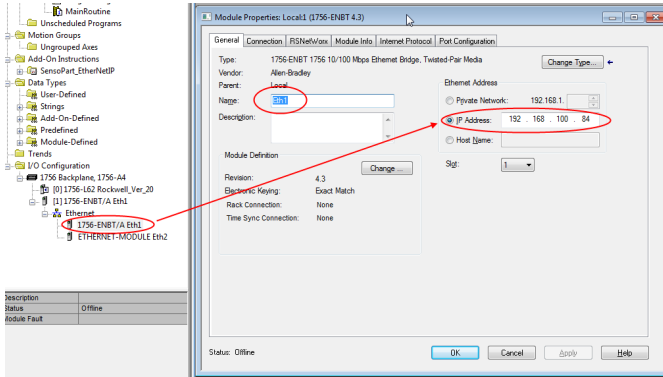 MainRoutine
Unscheduled Programs
Motion Groups
Ungrouped Axes
Add-On Instructions
SensoPart_EtherNetIP
Data Types
User-Defined
Strings
Add-On-Defined
Predefined
Module-Defined
Trends
I/O Configuration
1756 Backplane, 1756-A4
[0] 1756-L62 Rockwell_Ver_20
[1] 1756-ENBT/A Eth1
Ethernet
1756-ENBT/A Eth1
ETHERNET-MODULE Eth2
Description
Status Offline
Module Fault
Module Properties: Local:1 (1756-ENBT 4.3)
General Connection RSNetWorx Module Info Internet Protocol Port Configuration
Type: 1756-ENBT 1756 10/100 Mbps Ethernet Bridge, Twisted-Pair Media Change Type...
Vendor: Allen-Bradley
Parent: Local
Name: Eth1
Description:
Ethernet Address
Private Network: 192.168.1.
IP Address: 192 . 168 . 100 . 84
Host Name:
Module Definition
Change ...
Slot: 1
Revision: 4.3
Electronic Keying: Exact Match
Rack Connection: None
Time Sync Connection: None
Status: Offline
OK Cancel Apply Help